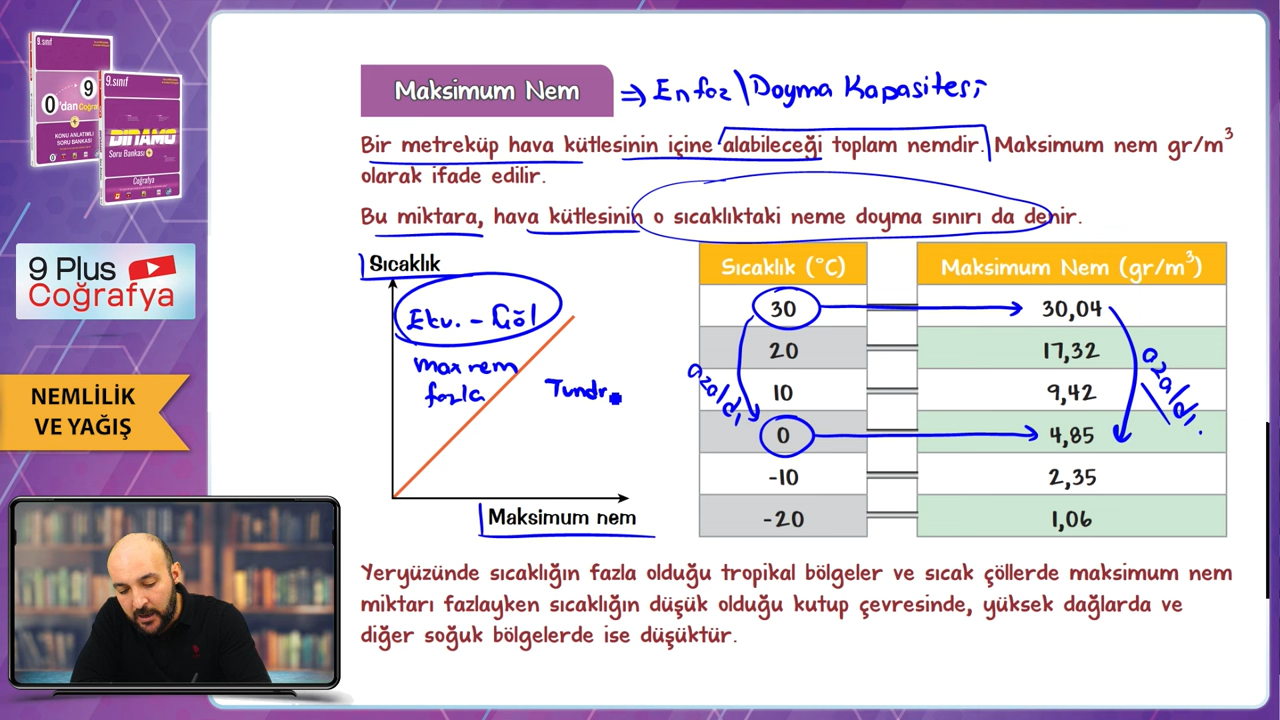 9.sınıf
9
0'dan
KONU ANLATIMLI
SORU BANKASI
9.sınıf
DİNAMO
Soru Bankası
Coğrafya
9 Plus
Coğrafya
NEMLİLİK
VE YAĞIŞ
Maksimum Nem ⇒ Enfaz \ Doyma Kapasitesi
Bir metreküp hava kütlesinin içine alabileceği toplam nemdir. Maksimum nem gr/m³
olarak ifade edilir.
Bu miktara, hava kütlesinin o sıcaklıktaki neme doyma sınırı da denir.
Sıcaklık
Ekv. - Çöl
max nem
fazla
Tundr
Maksimum nem
Sıcaklık (°C) Maksimum Nem (gr/m³)
30 30,04
20 17,32
10 9,42
0 4,85
-10 2,35
-20 1,06
azaldı
azaldı.
Yeryüzünde sıcaklığın fazla olduğu tropikal bölgeler ve sıcak çöllerde maksimum nem
miktarı fazlayken sıcaklığın düşük olduğu kutup çevresinde, yüksek dağlarda ve
diğer soğuk bölgelerde ise düşüktür.